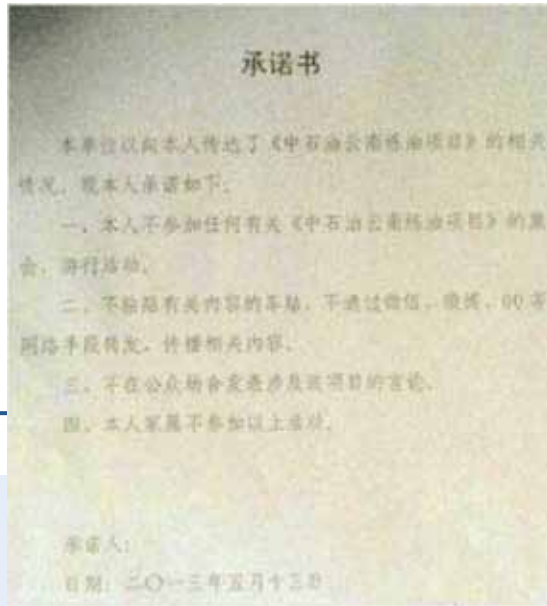 承诺书
本单位以向本人传达了《中石油云南炼油项目》的相关
情况，现本人承诺如下。
一、本人不参加任何有关《中石油云南炼油项目》的集
会、游行活动。
二、不粘贴有关内容的车贴，不通过微信、微博、QQ等
网络手段转发、传播相关内容。
三、不在公众场合发表涉及该项目的言论。
四、本人家属不参加以上活动。
承诺人：
日期：二〇一三年五月十三日